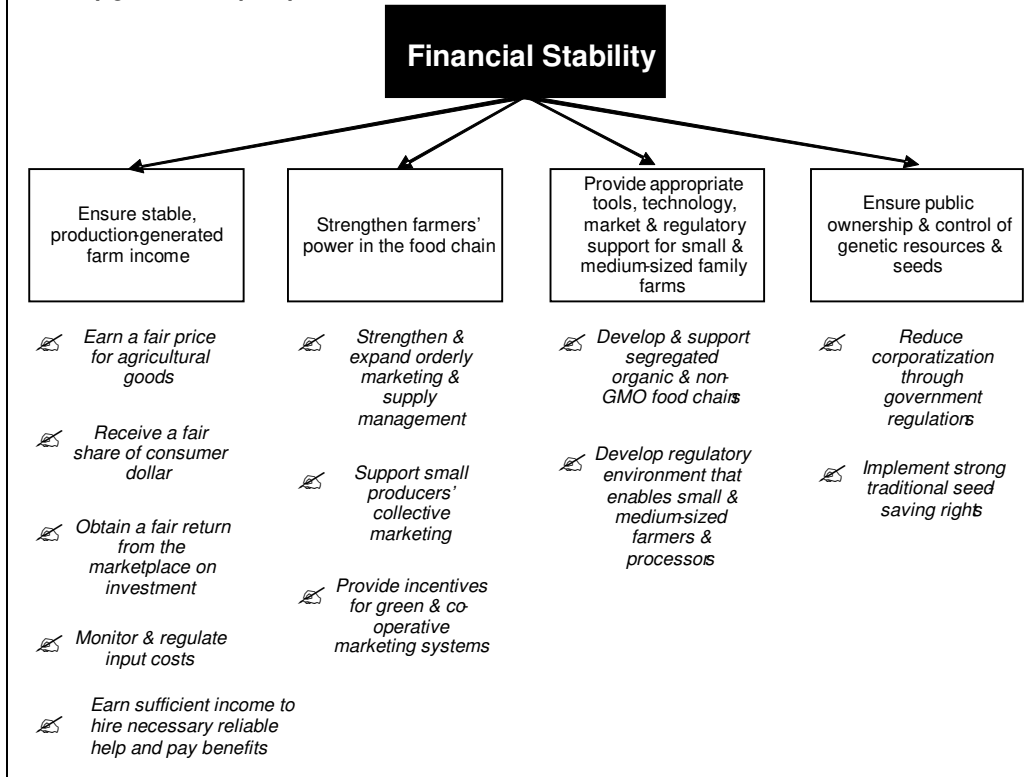 Financial Stability
Ensure stable,
production-generated
farm income
Strengthen farmers'
power in the food chain
Provide appropriate
tools, technology,
market & regulatory
support for small &
medium-sized family
farms
Ensure public
ownership & control of
genetic resources &
seeds
Earn a fair price
for agricultural
goods
Receive a fair
share of consumer
dollar
Obtain a fair return
from the
marketplace on
investment
Monitor & regulate
input costs
Earn sufficient income to
hire necessary reliable
help and pay benefits
Strengthen &
expand orderly
marketing &
supply
management
Support small
producers'
collective
marketing
Provide incentives
for green & co-
operative
marketing systems
Develop & support
segregated
organic & non-
GMO food chains
Develop regulatory
environment that
enables small &
medium-sized
farmers &
processors
Reduce
corporatization
through
government
regulations
Implement strong
traditional seed-
saving rights